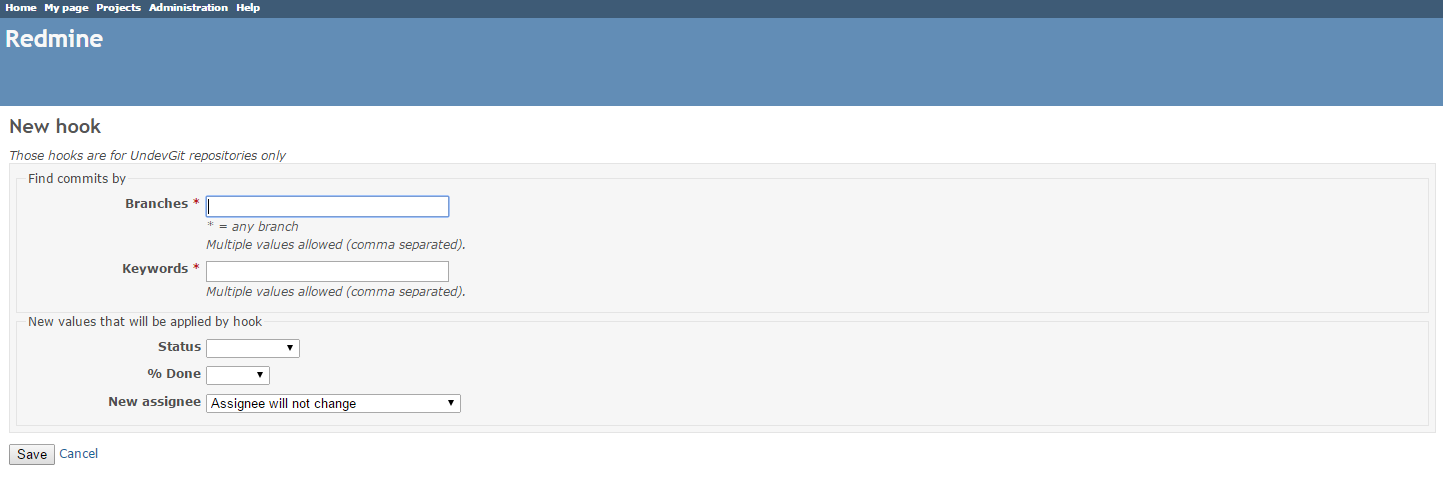 Home My page Projects Administration Help
Redmine
New hook
Those hooks are for UndevGit repositories only
Find commits by
Branches *
* = any branch
Multiple values allowed (comma separated).
Keywords *
Multiple values allowed (comma separated).
New values that will be applied by hook
Status
% Done
New assignee Assignee will not change
Save Cancel